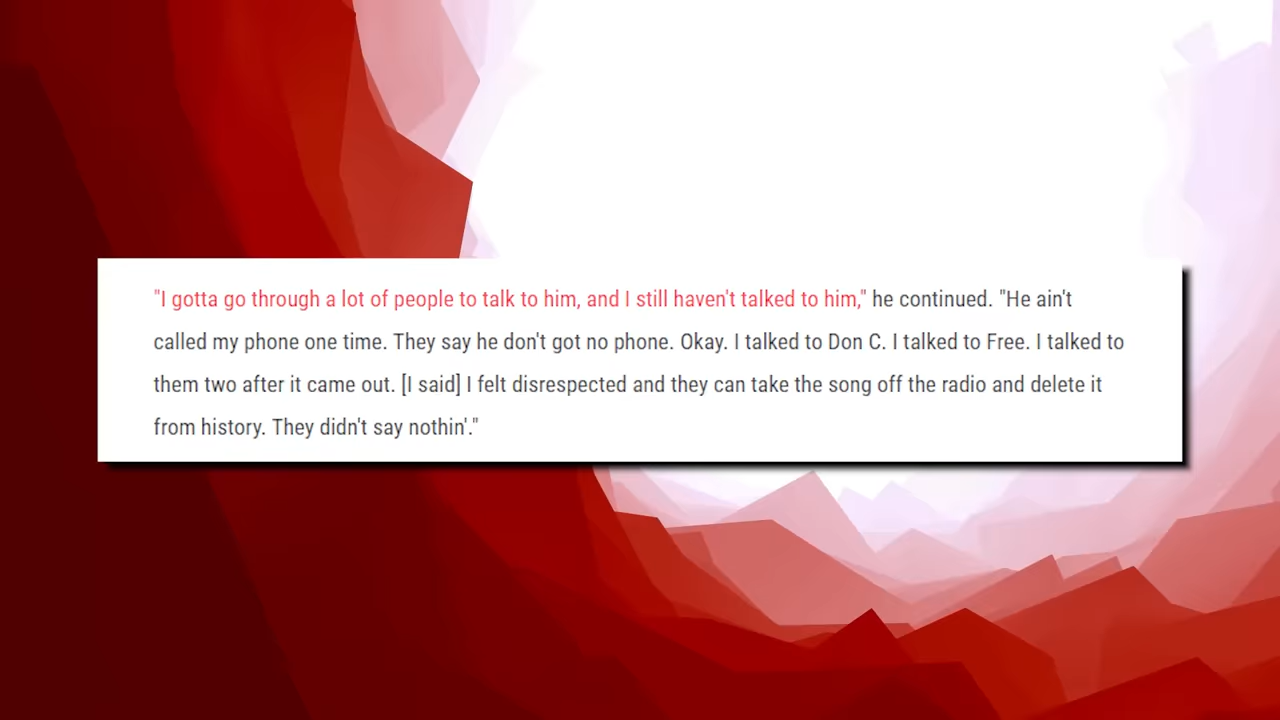 "I gotta go through a lot of people to talk to him, and I still haven't talked to him," he continued. "He ain't
called my phone one time. They say he don't got no phone. Okay. I talked to Don C. I talked to Free. I talked to
them two after it came out. [I said] I felt disrespected and they can take the song off the radio and delete it
from history. They didn't say nothin'."